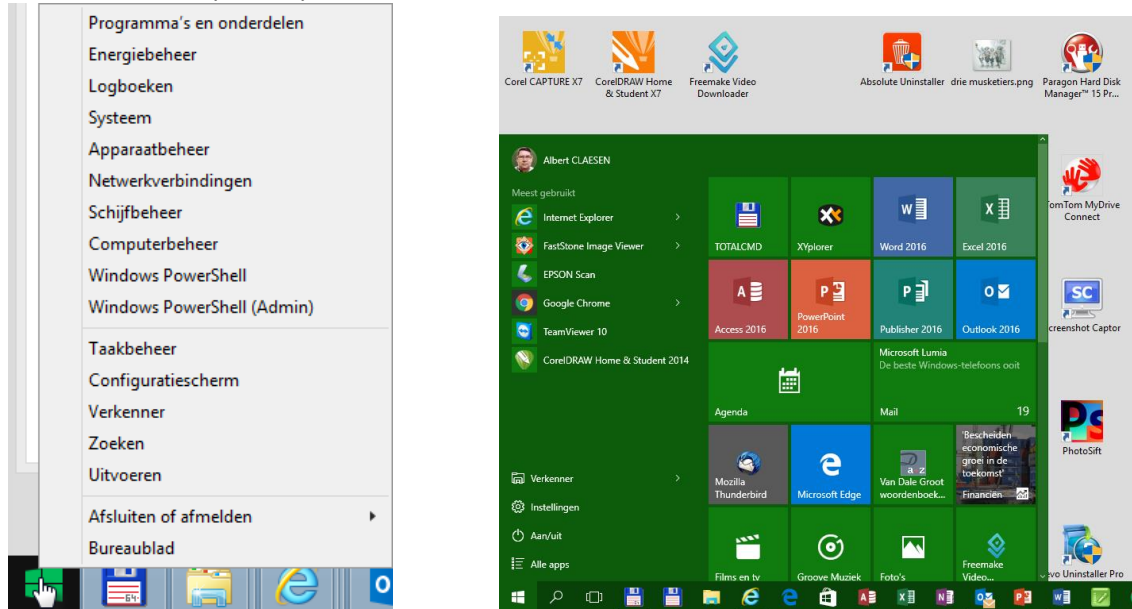 Programma's en onderdelen
Energiebeheer
Logboeken
Systeem
Apparaatbeheer
Netwerkverbindingen
Schijfbeheer
Computerbeheer
Windows PowerShell
Windows PowerShell (Admin)
Taakbeheer
Configuratiescherm
Verkenner
Zoeken
Uitvoeren
Afsluiten of afmelden
Bureaublad
64
Corel CAPTURE X7
CorelDRAW Home
& Student X7
Freemake Video
Downloader
Absolute Uninstaller
drie musketiers.png
Paragon Hard Disk
Manager™ 15 Pr...
Albert CLAESEN
Meest gebruikt
Internet Explorer
FastStone Image Viewer
EPSON Scan
Google Chrome
TeamViewer 10
CorelDRAW Home & Student 2014
Verkenner
Instellingen
Aan/uit
Alle apps
TOTALCMD
XYplorer
Word 2016
Excel 2016
Access 2016
PowerPoint
2016
Publisher 2016
Outlook 2016
Agenda
Microsoft Lumia
De beste Windows-telefoons ooit
Mail
19
Mozilla
Thunderbird
Microsoft Edge
a z
Van Dale Groot
woordenboek...
'Bescheiden
economische
groei in de
toekomst'
Financiën
Films en tv
Groove Muziek
Foto's
Freemake
Video...
omTom MyDrive
Connect
SC
creenshot Captor
Ps
PhotoSift
evo Uninstaller Pro